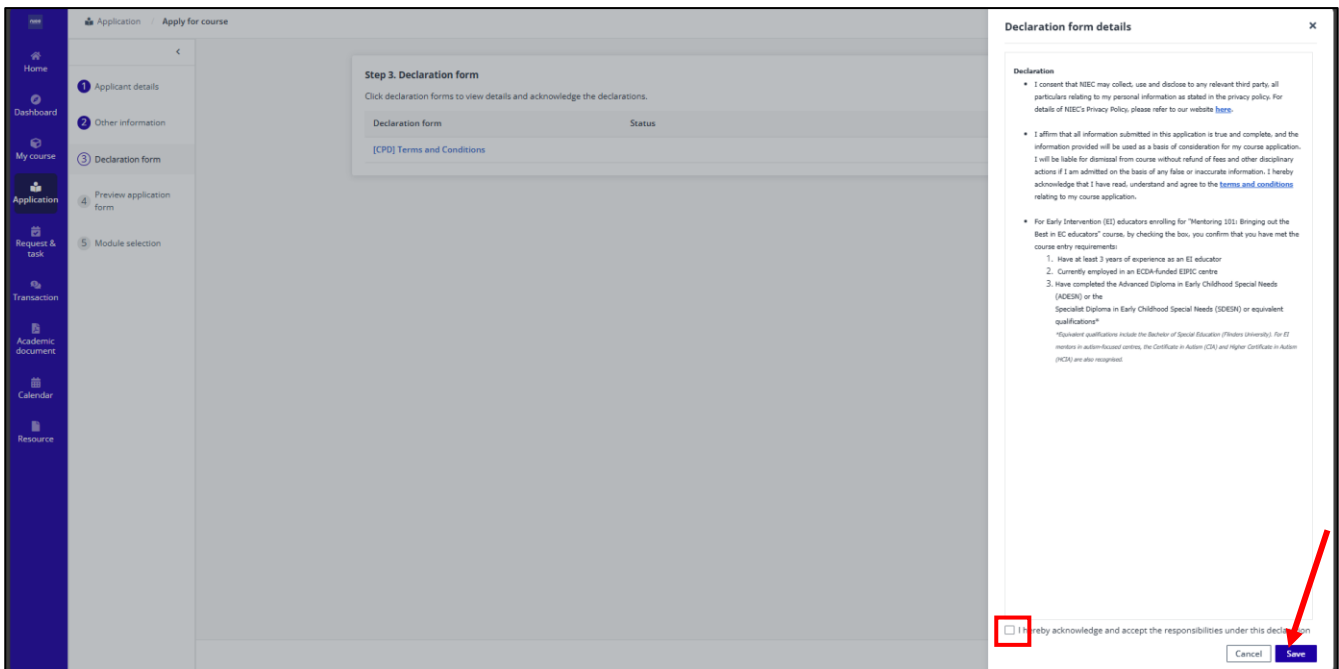 NIEC
Home
Dashboard
My course
Application
Request &
task
Transaction
Academic
document
Calendar
Resource
Application / Apply for course
<
1 Applicant details
2 Other information
3 Declaration form
4 Preview application
form
5 Module selection
Step 3. Declaration form
Click declaration forms to view details and acknowledge the declarations.
Declaration form Status
[CPD] Terms and Conditions
Declaration form details ×
Declaration
• I consent that NIEC may collect, use and disclose to any relevant third party, all
particulars relating to my personal information as stated in the privacy policy. For
details of NIEC's Privacy Policy, please refer to our website here.
• I affirm that all information submitted in this application is true and complete, and the
information provided will be used as a basis of consideration for my course application.
I will be liable for dismissal from course without refund of fees and other disciplinary
actions if I am admitted on the basis of any false or inaccurate information. I hereby
acknowledge that I have read, understand and agree to the terms and conditions
relating to my course application.
• For Early Intervention (EI) educators enrolling for "Mentoring 101: Bringing out the
Best in EC educators" course, by checking the box, you confirm that you have met the
course entry requirements:
1. Have at least 3 years of experience as an EI educator
2. Currently employed in an ECDA-funded EIPIC centre
3. Have completed the Advanced Diploma in Early Childhood Special Needs
(ADESN) or the
Specialist Diploma in Early Childhood Special Needs (SDESN) or equivalent
qualifications*
*Equivalent qualifications include the Bachelor of Special Education (Flinders University). For EI
mentors in autism-focused centres, the Certificate in Autism (CIA) and Higher Certificate in Autism
(HCIA) are also recognised.
I hereby acknowledge and accept the responsibilities under this declaration
Cancel Save